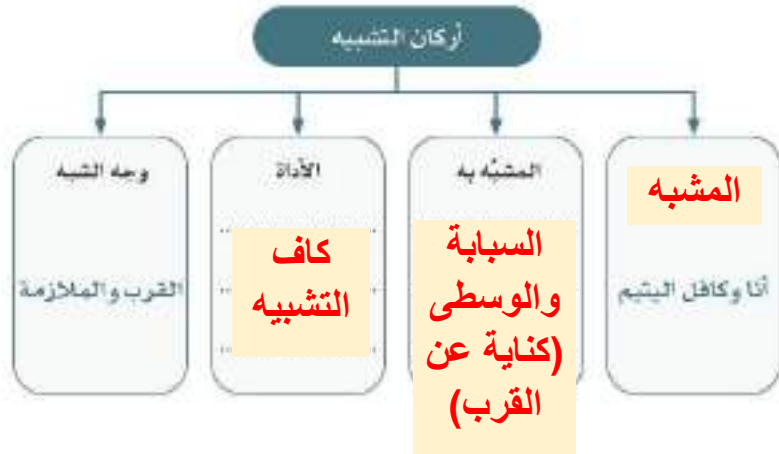 أركان التشبيه
المشبه
أنا وكافل اليتيم
المشبَّه به
السبابة
والوسطى
(كناية عن
القرب)
الأداة
كاف
التشبيه
وجه الشبه
القرب والملازمة